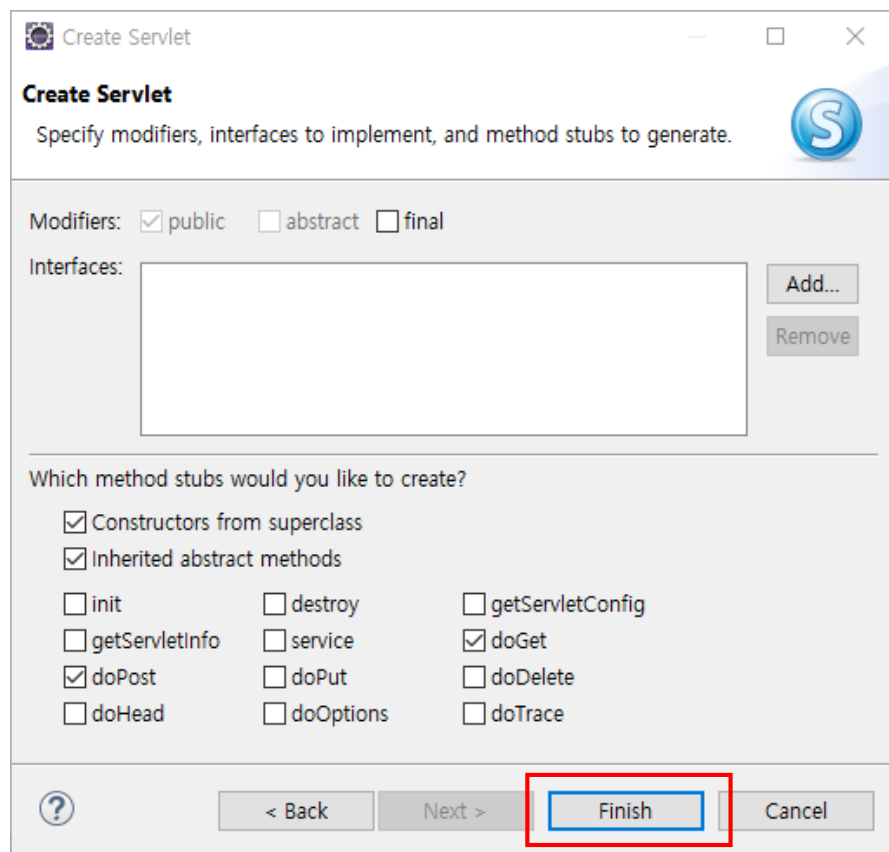 Create Servlet
Create Servlet
Specify modifiers, interfaces to implement, and method stubs to generate.
S
Modifiers: public abstract final
Interfaces:
Add...
Remove
Which method stubs would you like to create?
Constructors from superclass
Inherited abstract methods
init destroy getServletConfig
getServletInfo service doGet
doPost doPut doDelete
doHead doOptions doTrace
? < Back Next > Finish Cancel